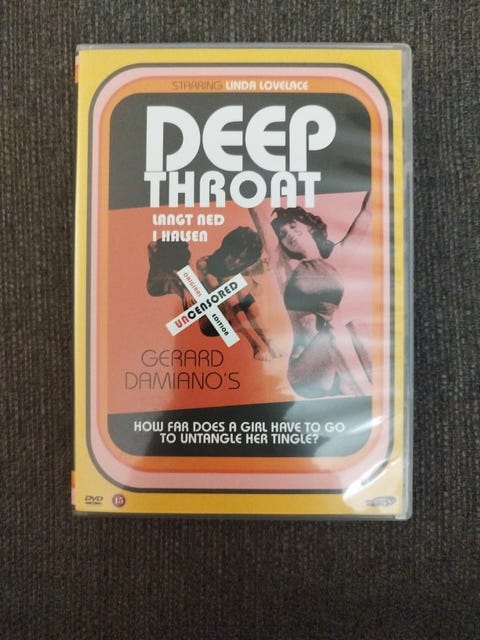 STARRING LINDA LOVELACE
DEEP
THROAT
LANGT NED
I HALSEN
ORIGINAL
UNCENSORED
EDITION
GERARD
DAMIANO'S
HOW FAR DOES A GIRL HAVE TO GO
TO UNTANGLE HER TINGLE?
DVD
15